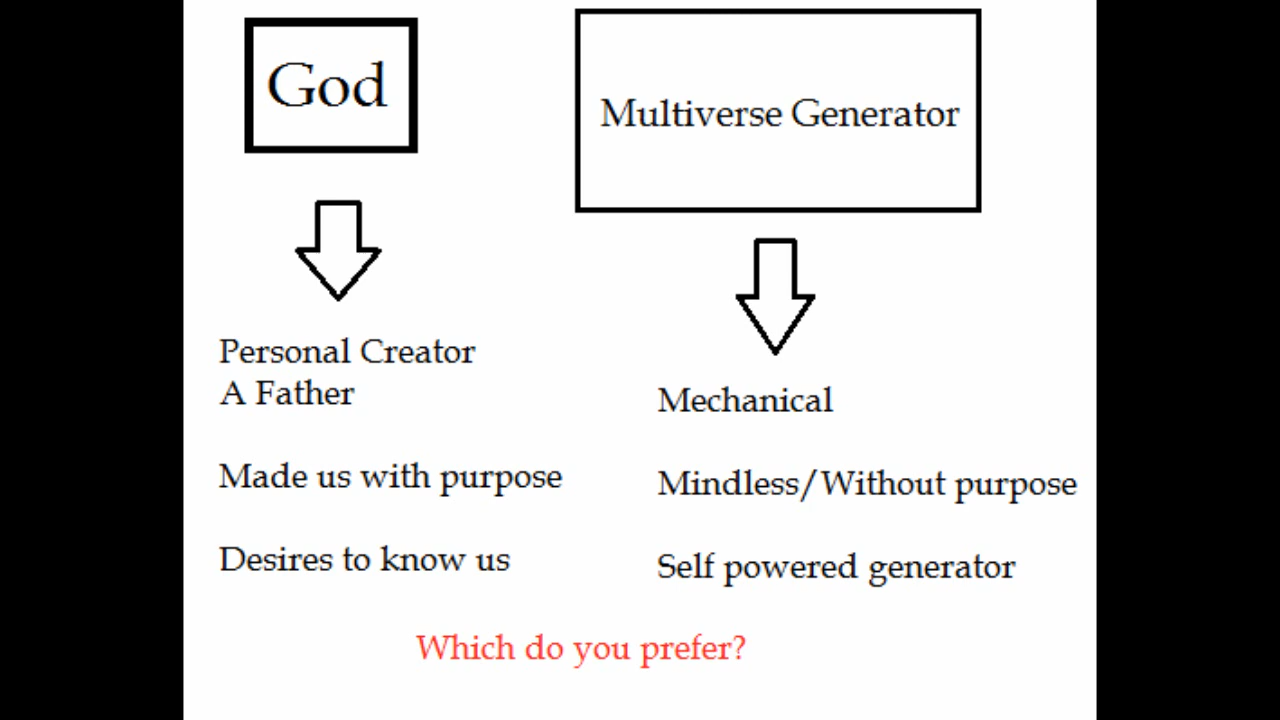 God
Multiverse Generator
Personal Creator
A Father
Made us with purpose
Desires to know us
Mechanical
Mindless/Without purpose
Self powered generator
Which do you prefer?